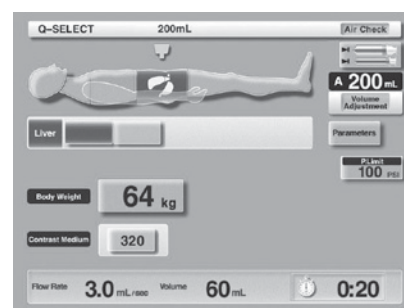 Q-SELECT 200mL Air Check
A 200 mL
Volume Adjustment
Liver
Parameters
P.Limit
100 PSI
Body Weight 64 kg
Contrast Medium 320
Flow Rate 3.0 mL/sec Volume 60 mL 0:20